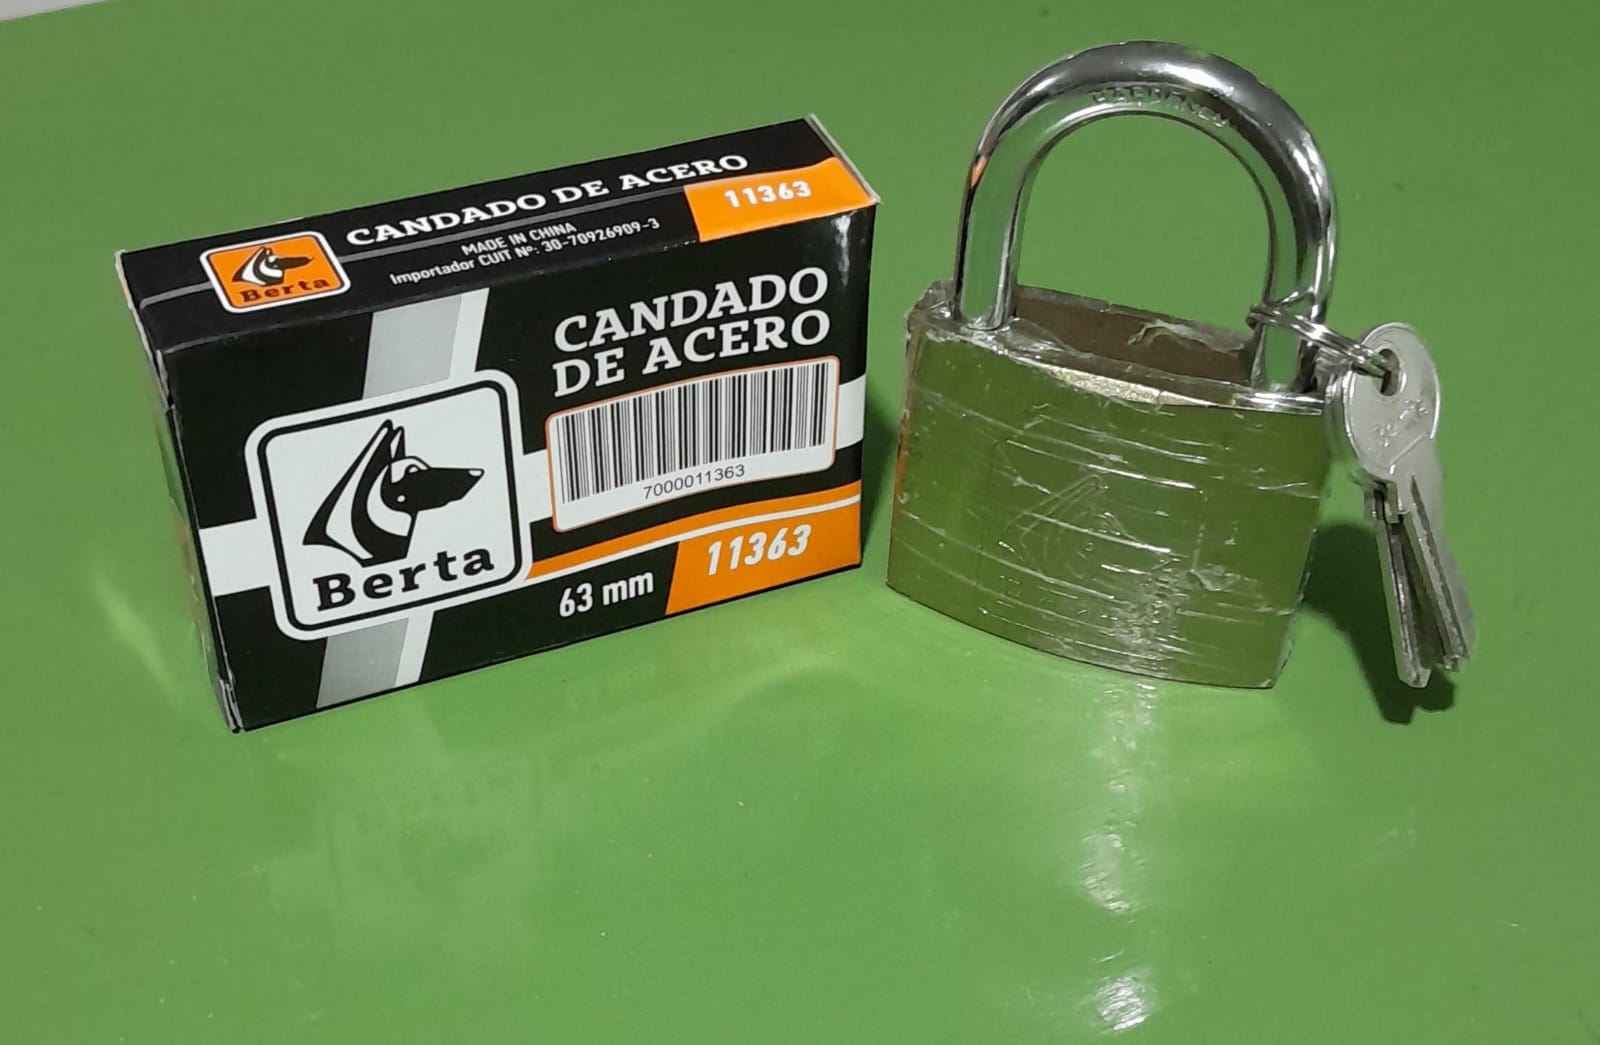 CANDADO DE ACERO
11363
MADE IN CHINA
Importador CUIT Nº: 30-70926909-3
Berta
CANDADO
DE ACERO
7000011363
Berta
63 mm
11363
HARDENED